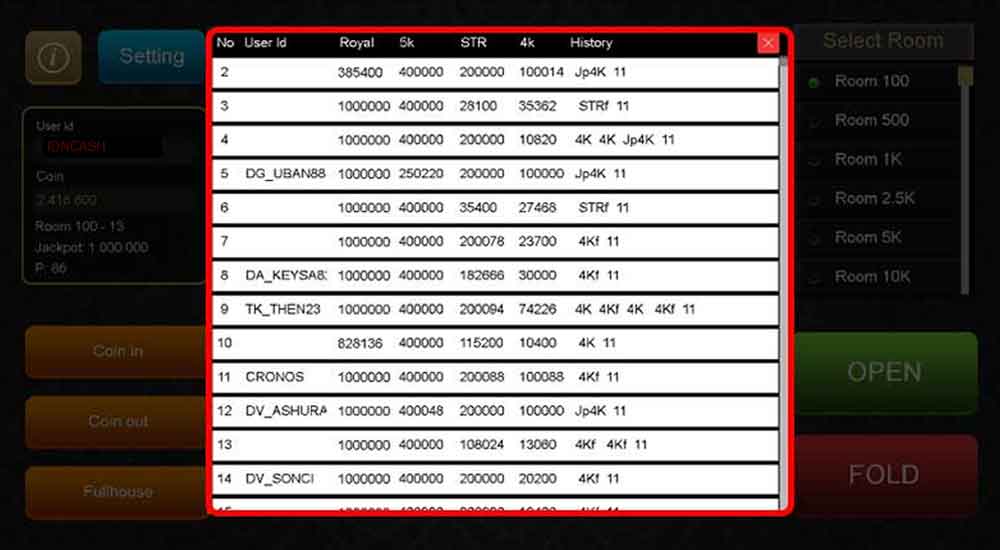 Setting
User Id
IDNCASH
Coin
2 416 600
Room 100 - 13
Jackpot: 1 000 000
P: 86
Coin in
Coin out
Fullhouse
No User Id Royal 5k STR 4k History
2 385400 400000 200000 100014 Jp4K 11
3 1000000 400000 28100 35362 STRf 11
4 1000000 400000 200000 10820 4K 4K Jp4K 11
5 DG_UBAN88 1000000 250220 200000 100000 Jp4K 11
6 1000000 400000 35400 27468 STRf 11
7 1000000 400000 200078 23700 4Kf 11
8 DA_KEYSA8 1000000 400000 182666 30000 4Kf 11
9 TK_THEN23 1000000 400000 200094 74226 4K 4Kf 4K 4Kf 11
10 828136 400000 115200 10400 4K 11
11 CRONOS 1000000 400000 200088 100088 4Kf 11
12 DV_ASHURA 1000000 400048 200000 100000 Jp4K 11
13 1000000 400000 108024 13060 4Kf 4Kf 11
14 DV_SONCI 1000000 400000 200000 20200 4Kf 11
Select Room
Room 100
Room 500
Room 1K
Room 2.5K
Room 5K
Room 10K
OPEN
FOLD